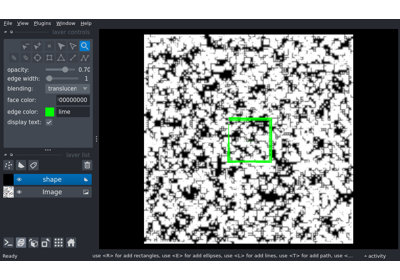 File View Plugins Window Help
layer controls
opacity: 0.70
edge width: 1
blending: translucen
face color: 00000000
edge color: lime
display text:
layer list
shape
Image
Ready
use <R> for add rectangles, use <E> for add ellipses, use <L> for add lines, use <T> for add path, use <...
activity